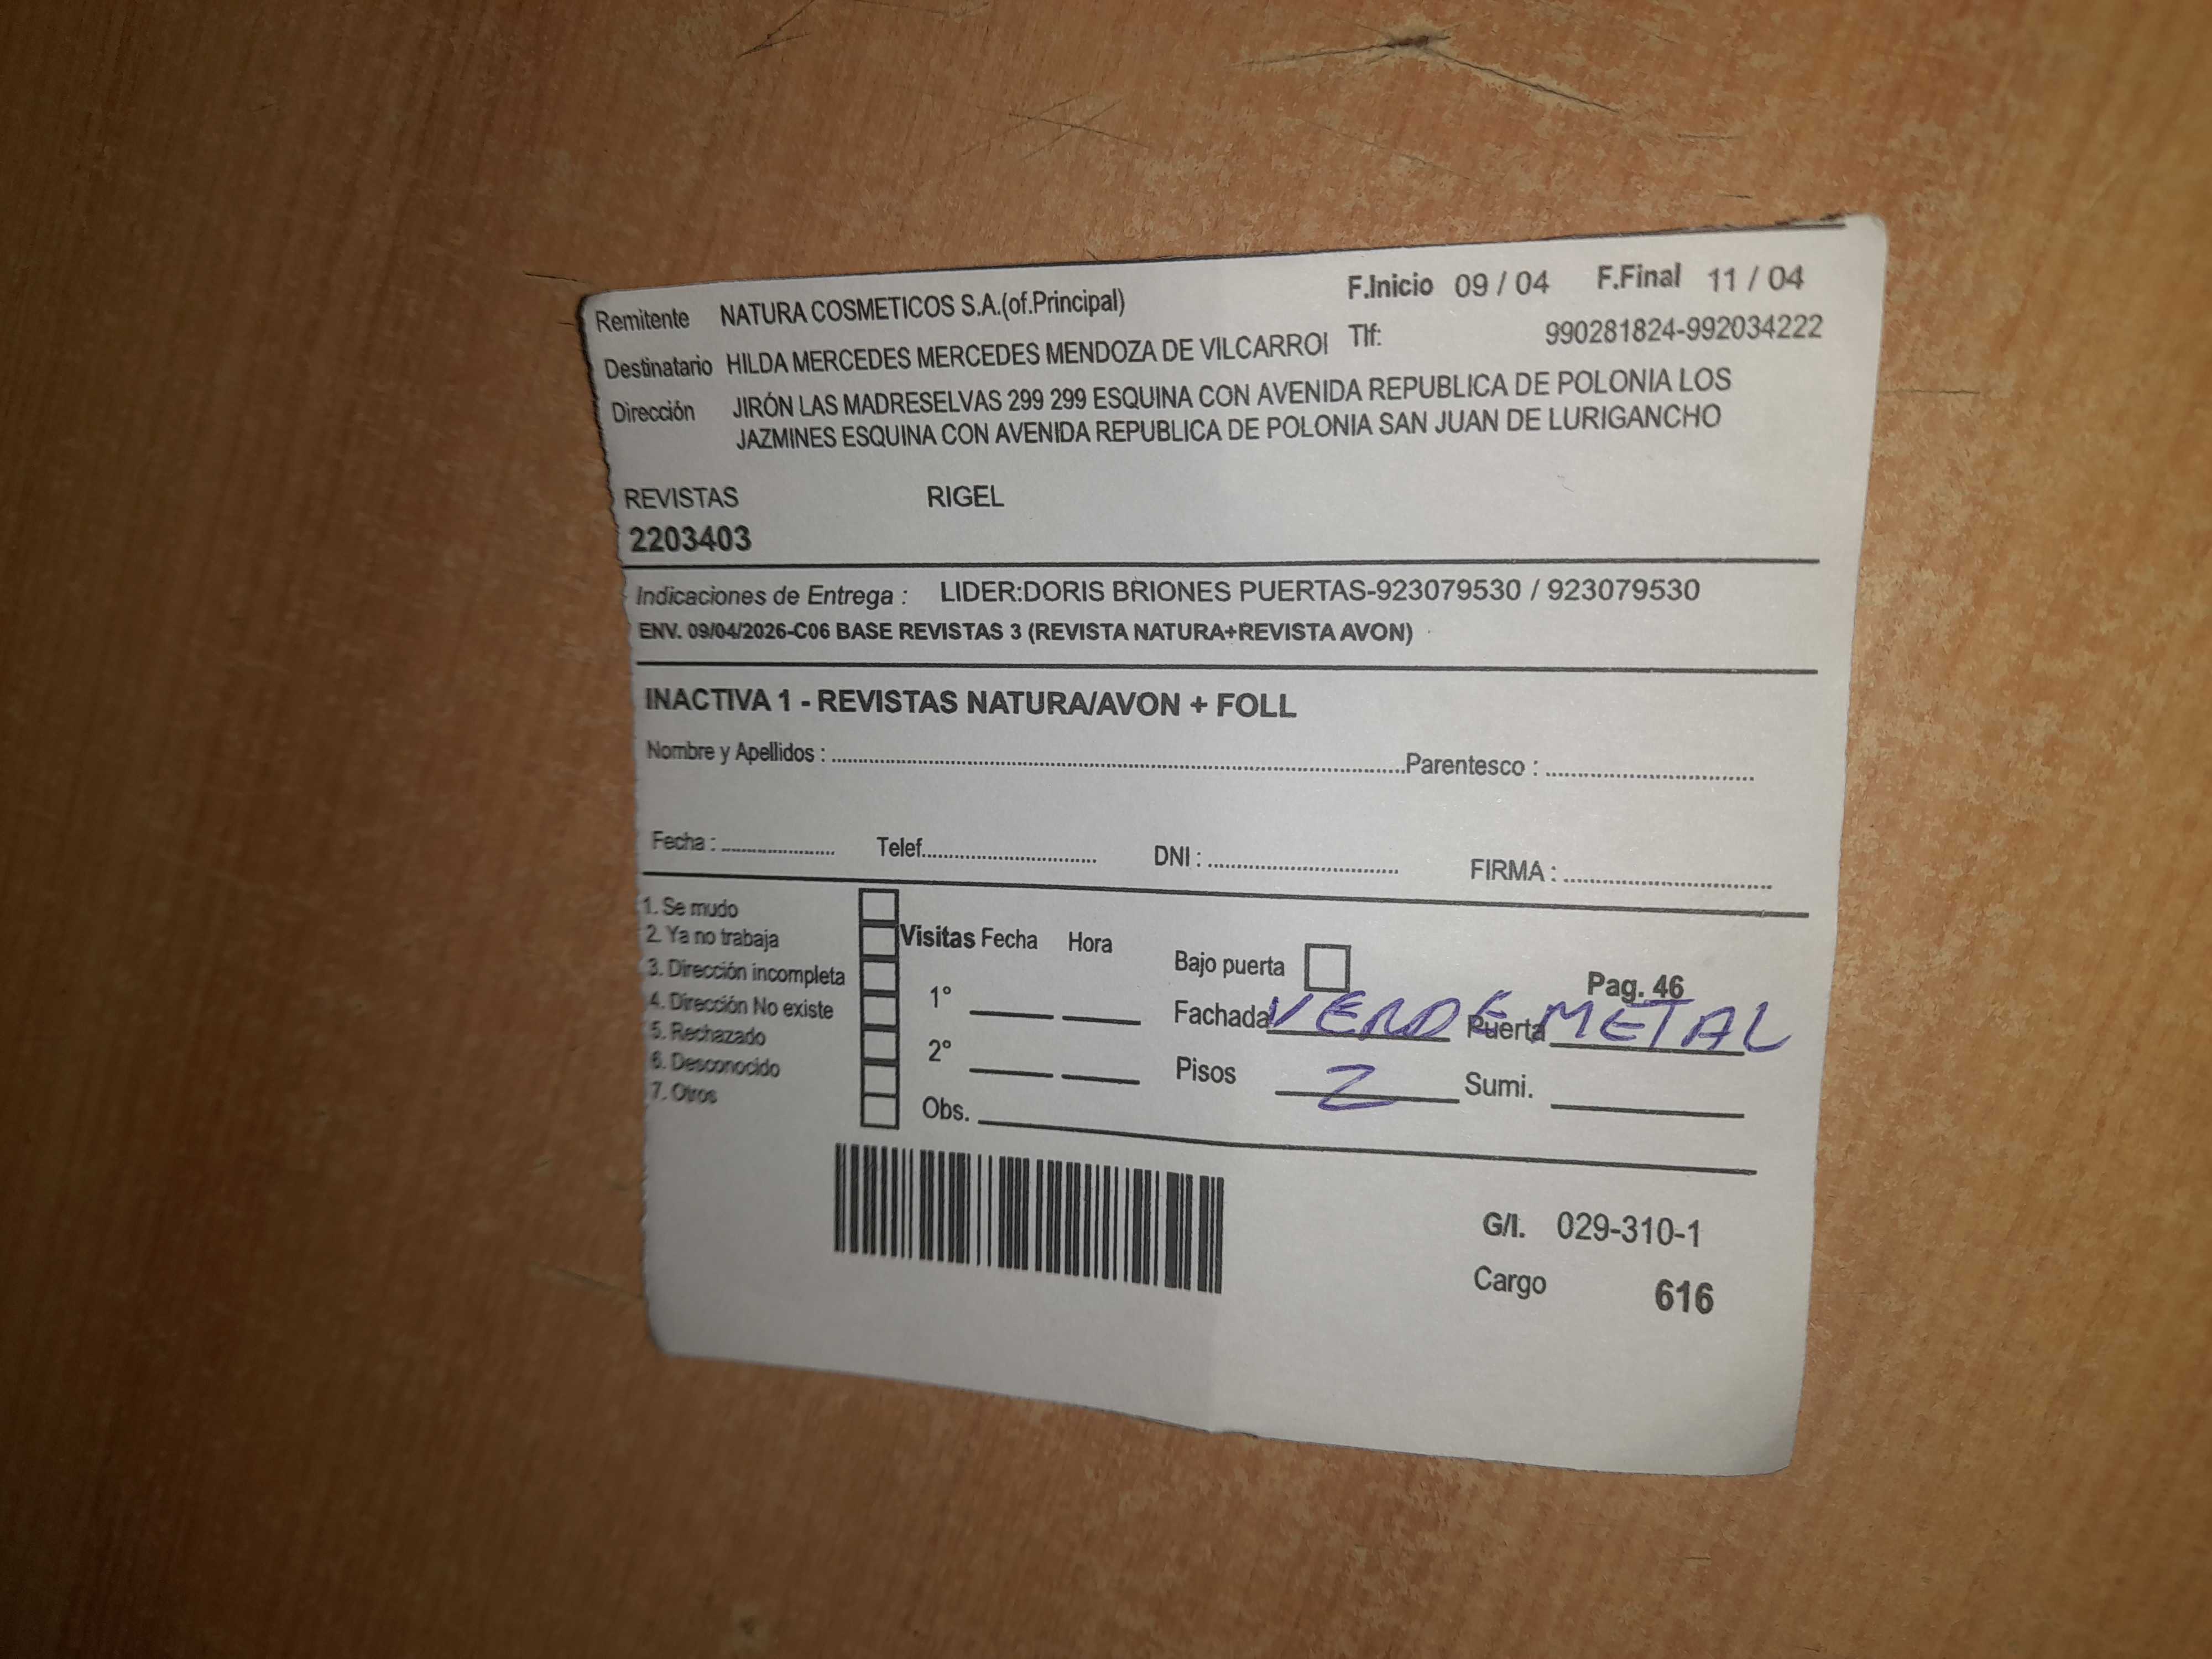 Remitente NATURA COSMETICOS S.A.(of.Principal) F.Inicio 09 / 04 F.Final 11 / 04
Destinatario HILDA MERCEDES MERCEDES MENDOZA DE VILCARROI Tlf: 990281824-992034222
Dirección JIRÓN LAS MADRESELVAS 299 299 ESQUINA CON AVENIDA REPUBLICA DE POLONIA LOS
JAZMINES ESQUINA CON AVENIDA REPUBLICA DE POLONIA SAN JUAN DE LURIGANCHO
REVISTAS RIGEL
2203403
Indicaciones de Entrega : LIDER:DORIS BRIONES PUERTAS-923079530 / 923079530
ENV. 09/04/2026-C06 BASE REVISTAS 3 (REVISTA NATURA+REVISTA AVON)
INACTIVA 1 - REVISTAS NATURA/AVON + FOLL
Nombre y Apellidos : Parentesco :
Fecha : Telef. DNI : FIRMA :
1. Se mudo
2. Ya no trabaja Visitas Fecha Hora Bajo puerta
3. Dirección incompleta 1° Pag. 46
4. Dirección No existe Fachada VERDE Puerta METAL
5. Rechazado 2°
6. Desconocido Pisos 2 Sumi.
7. Otros Obs.
G/I. 029-310-1
Cargo 616